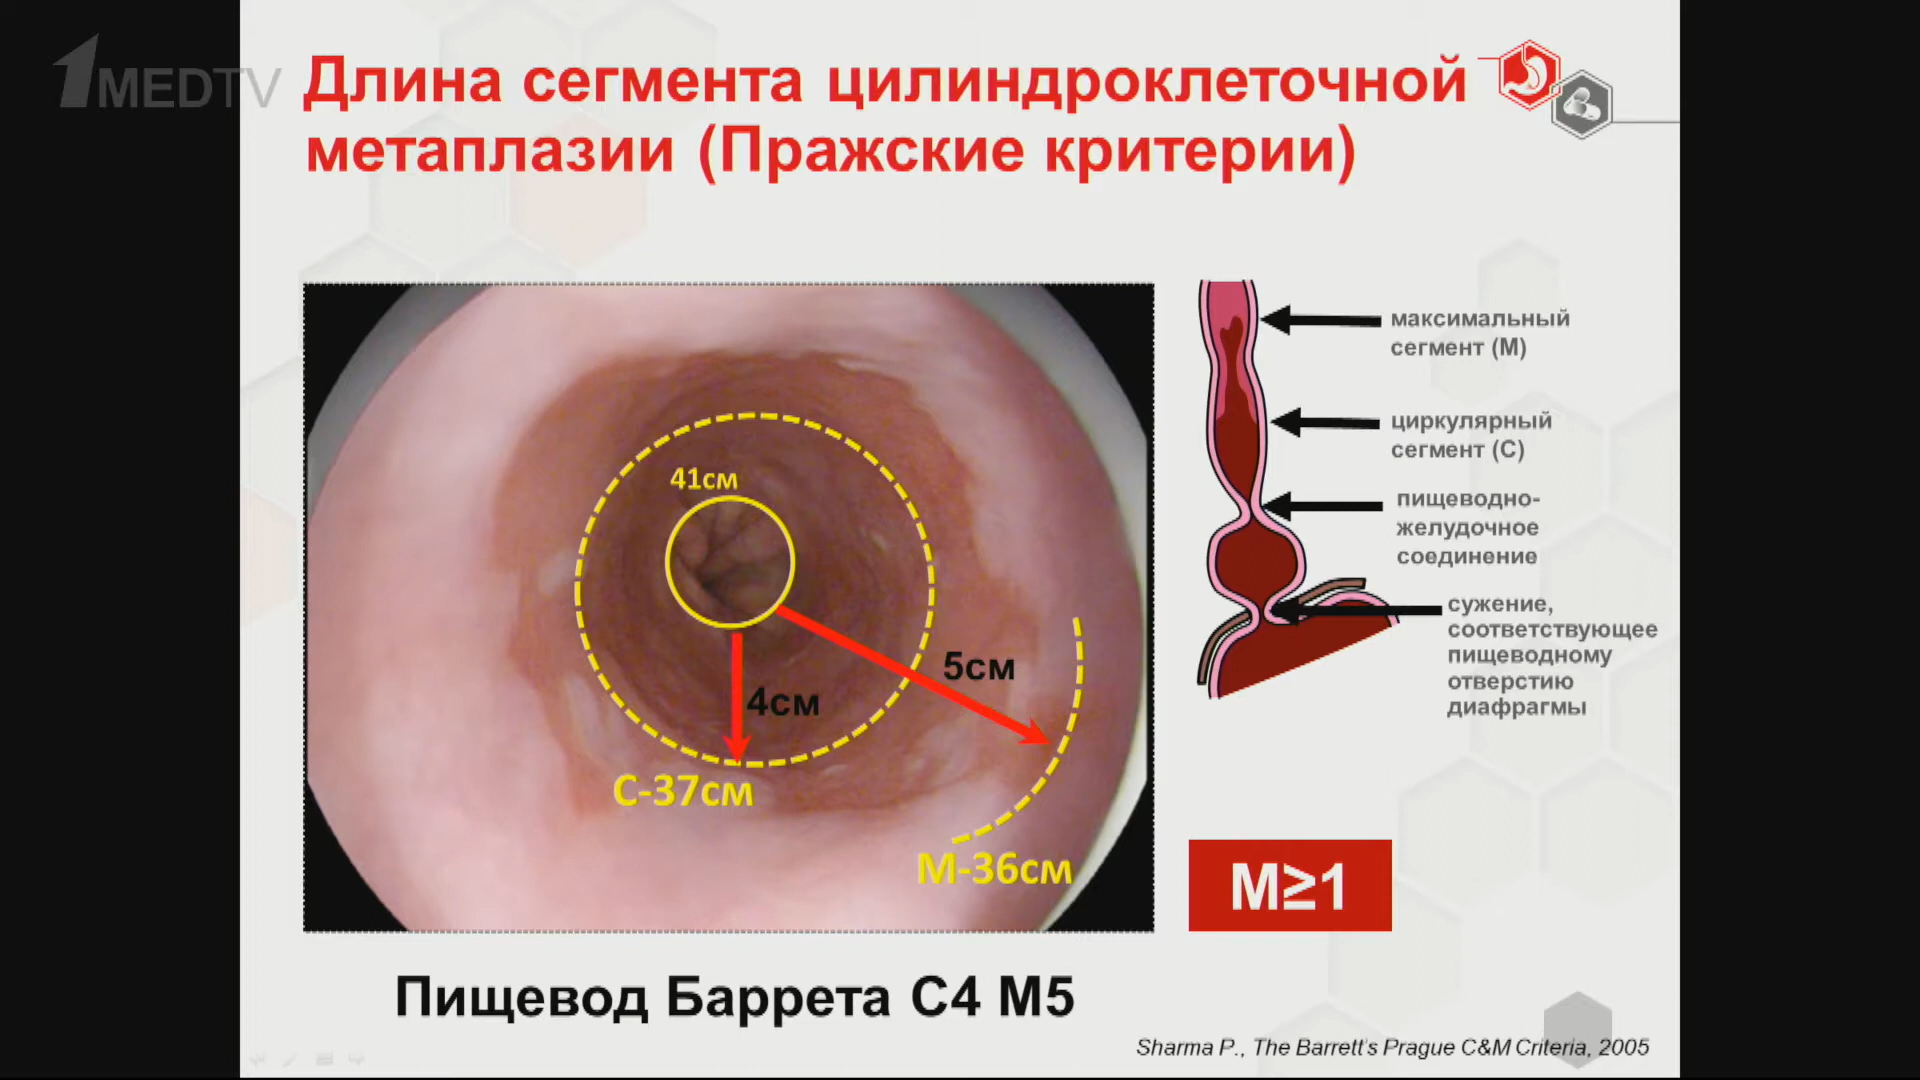 1MEDTV
Длина сегмента цилиндроклеточной
метаплазии (Пражские критерии)
41см
5см
4см
С-37см
М-36см
максимальный
сегмент (М)
циркулярный
сегмент (С)
пищеводно-
желудочное
соединение
сужение,
соответствующее
пищеводному
отверстию
диафрагмы
М≥1
Пищевод Баррета С4 М5
Sharma P., The Barrett's Prague C&M Criteria, 2005